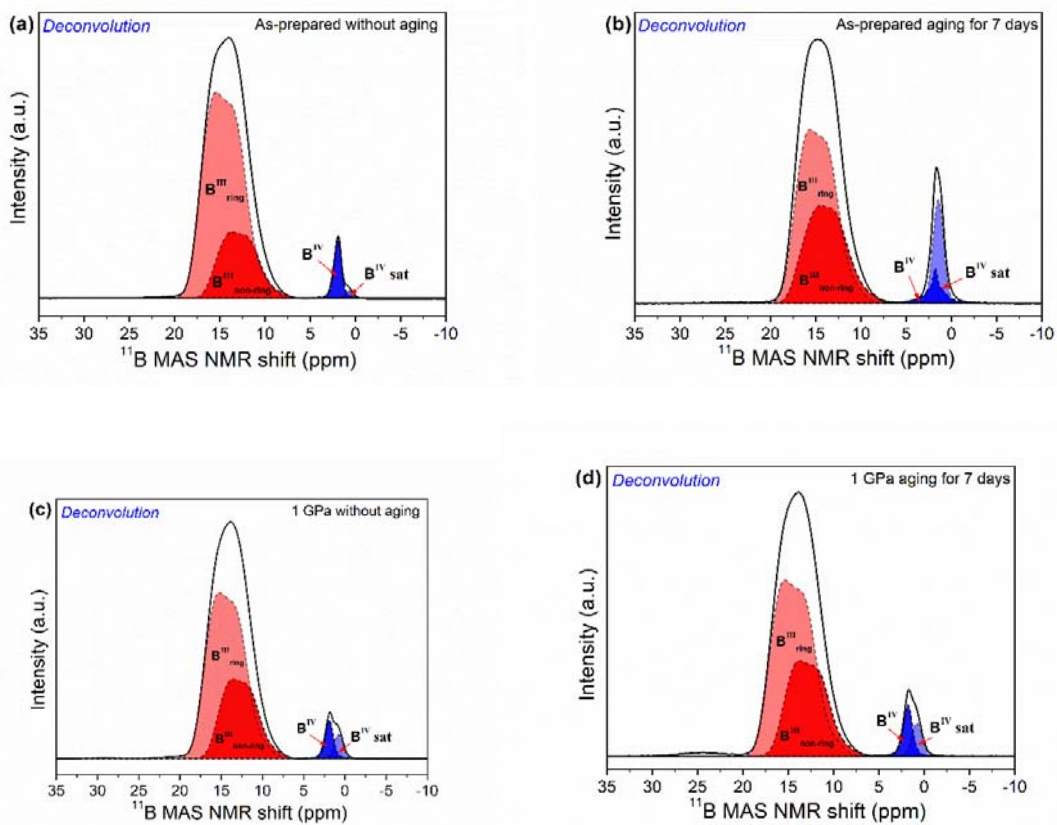 (a)
Deconvolution
As-prepared without aging
Intensity (a.u.)
B^III ring
B^III non-ring
B^IV
B^IV sat
35 30 25 20 15 10 5 0 -5 -10
^11B MAS NMR shift (ppm)
(b)
Deconvolution
As-prepared aging for 7 days
Intensity (a.u.)
B^III ring
B^III non-ring
B^IV
B^IV sat
35 30 25 20 15 10 5 0 -5 -10
^11B MAS NMR shift (ppm)
(c)
Deconvolution
1 GPa without aging
Intensity (a.u.)
B^III ring
B^III non-ring
B^IV
B^IV sat
35 30 25 20 15 10 5 0 -5 -10
^11B MAS NMR shift (ppm)
(d)
Deconvolution
1 GPa aging for 7 days
Intensity (a.u.)
B^III ring
B^III non-ring
B^IV
B^IV sat
35 30 25 20 15 10 5 0 -5 -10
^11B MAS NMR shift (ppm)